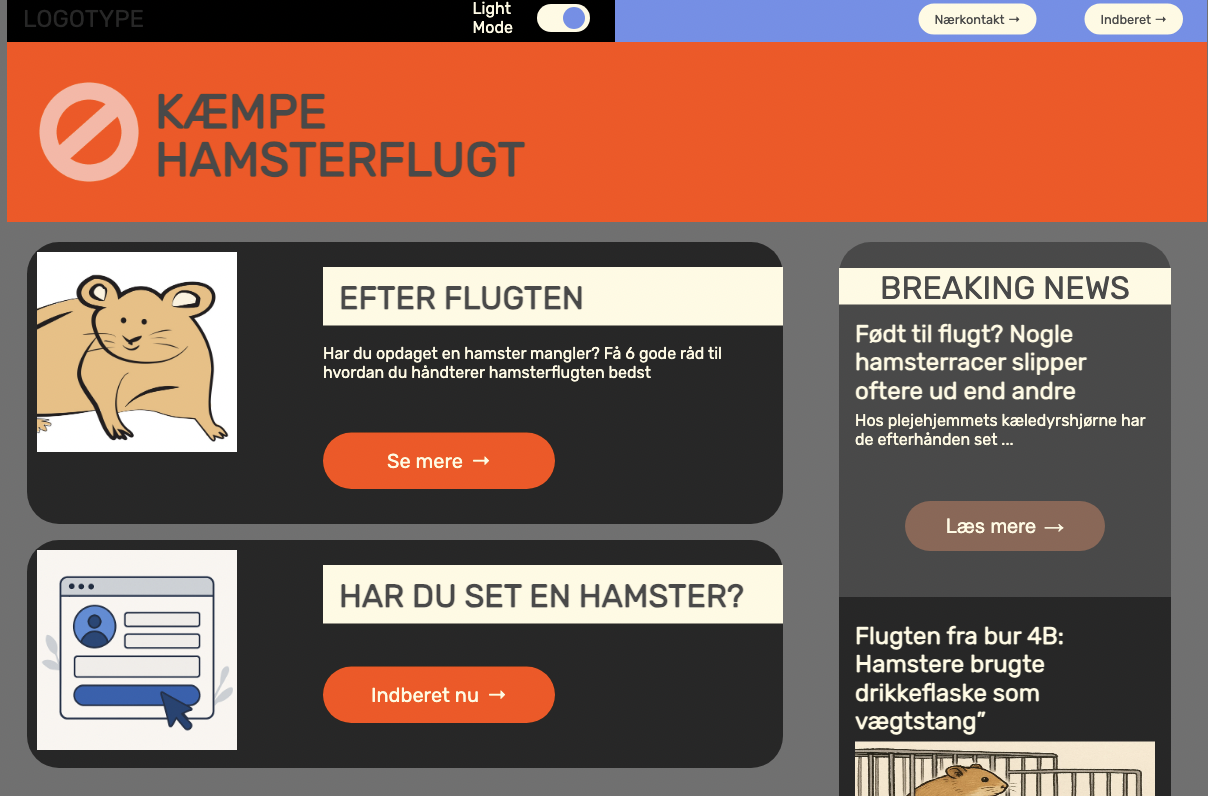 LOGOTYPE
Light
Mode
Nærkontakt →
Indberet →
KÆMPE
HAMSTERFLUGT
EFTER FLUGTEN
Har du opdaget en hamster mangler? Få 6 gode råd til
hvordan du håndterer hamsterflugten bedst
Se mere →
HAR DU SET EN HAMSTER?
Indberet nu →
BREAKING NEWS
Født til flugt? Nogle
hamsterracer slipper
oftere ud end andre
Hos plejehjemmets kæledyrshjørne har
de efterhånden set ...
Læs mere →
Flugten fra bur 4B:
Hamstere brugte
drikkeflaske som
vægtstang”